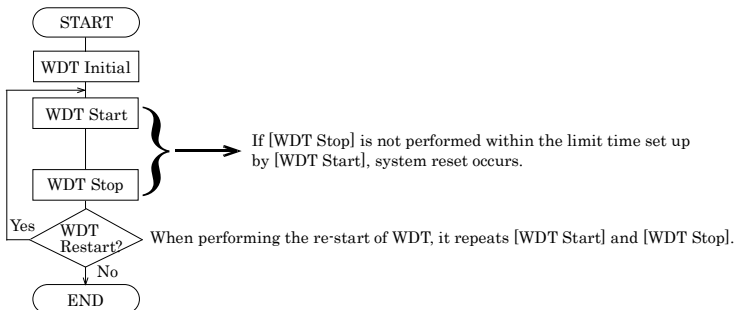 START
WDT Initial
WDT Start
If [WDT Stop] is not performed within the limit time set up
by [WDT Start], system reset occurs.
WDT Stop
Yes
WDT
Restart?
When performing the re-start of WDT, it repeats [WDT Start] and [WDT Stop].
No
END